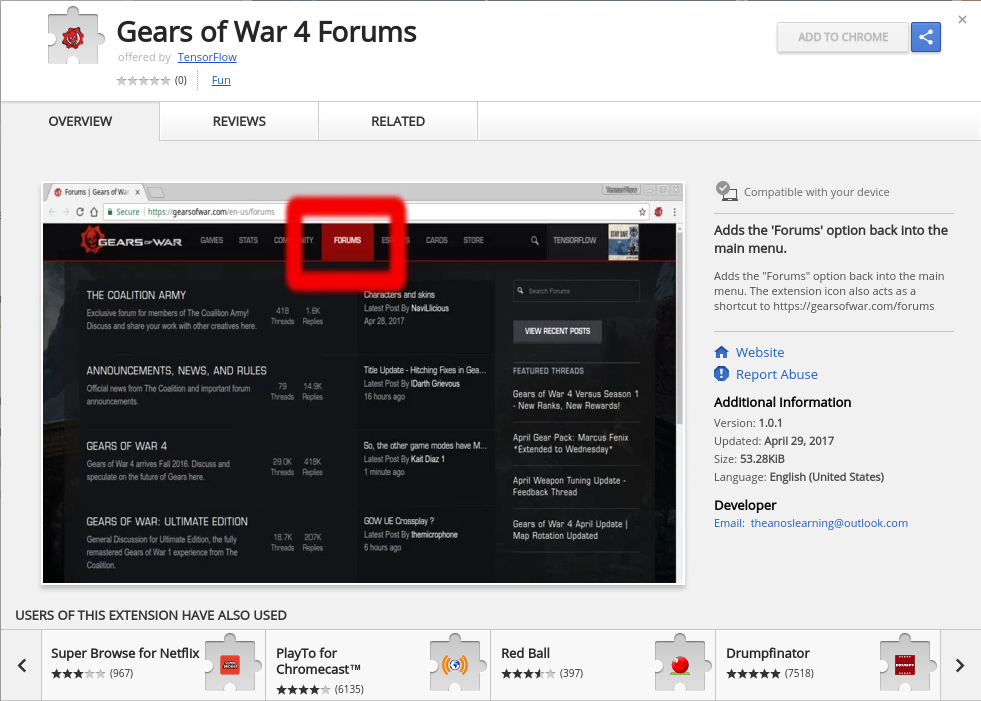 Gears of War 4 Forums
offered by TensorFlow
(0) Fun
ADD TO CHROME
OVERVIEW REVIEWS RELATED
Forums | Gears of War
TensorFlow
Secure https://gearsofwar.com/en-us/forums
GEARS OF WAR GAMES STATS COMMUNITY FORUMS ESPORTS CARDS STORE TENSORFLOW
THE COALITION ARMY
Exclusive forum for members of The Coalition Army!
Discuss and share your work with other creatives here.
418 1.6K
Threads Replies
Characters and skins
Latest Post By NaviLlicious
Apr 28, 2017
ANNOUNCEMENTS, NEWS, AND RULES
Official news from The Coalition and important forum
announcements.
79 14.9K
Threads Replies
Title Update - Hitching Fixes in Gea...
Latest Post By lDarth Grievous
16 hours ago
GEARS OF WAR 4
Gears of War 4 arrives Fall 2016. Discuss and
speculate on the future of Gears here.
29.0K 418K
Threads Replies
So, the other game modes have M...
Latest Post By Kait Diaz 1
1 minute ago
GEARS OF WAR: ULTIMATE EDITION
General Discussion for Ultimate Edition, the fully
remastered Gears of War 1 experience from The
Coalition.
18.7K 207K
Threads Replies
GOW UE Crossplay ?
Latest Post By themicrophone
6 hours ago
Search Forums
VIEW RECENT POSTS
FEATURED THREADS
Gears of War 4 Versus Season 1
- New Ranks, New Rewards!
April Gear Pack: Marcus Fenix
*Extended to Wednesday*
April Weapon Tuning Update -
Feedback Thread
Gears of War 4 April Update |
Map Rotation Updated
Compatible with your device
Adds the 'Forums' option back into the
main menu.
Adds the "Forums" option back into the main
menu. The extension icon also acts as a
shortcut to https://gearsofwar.com/forums
Website
Report Abuse
Additional Information
Version: 1.0.1
Updated: April 29, 2017
Size: 53.28KiB
Language: English (United States)
Developer
Email: theanoslearning@outlook.com
USERS OF THIS EXTENSION HAVE ALSO USED
Super Browse for Netflix
(967)
PlayTo for
Chromecast™
(6135)
Red Ball
(397)
Drumpfinator
(7518)